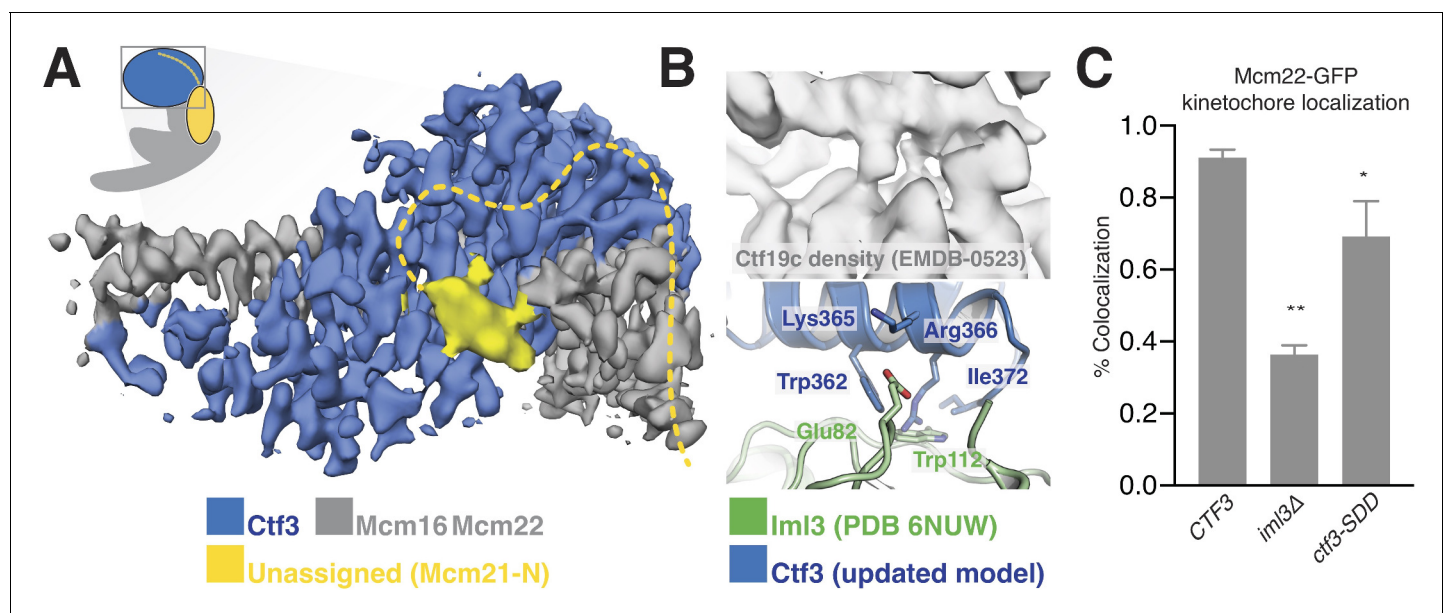 A
Ctf3
Mcm16 Mcm22
Unassigned (Mcm21-N)
B
Ctf19c density (EMDB-0523)
Lys365
Arg366
Trp362
Ile372
Glu82
Trp112
Iml3 (PDB 6NUW)
Ctf3 (updated model)
C
Mcm22-GFP
kinetochore localization
% Colocalization
1.0
0.8
0.6
0.4
0.2
0.0
**
*
CTF3
iml3Δ
ctf3-SDD